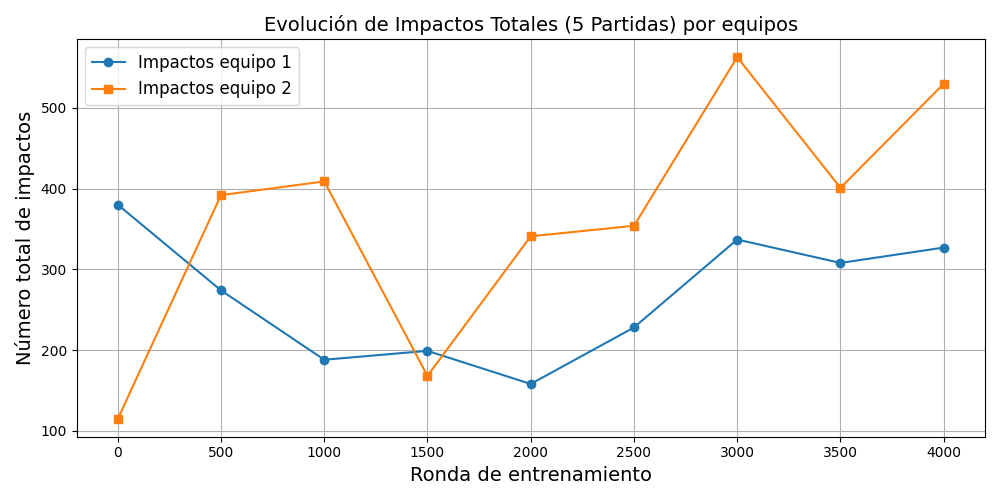 Evolución de Impactos Totales (5 Partidas) por equipos
Impactos equipo 1
Impactos equipo 2
Número total de impactos
500
400
300
200
100
0 500 1000 1500 2000 2500 3000 3500 4000
Ronda de entrenamiento